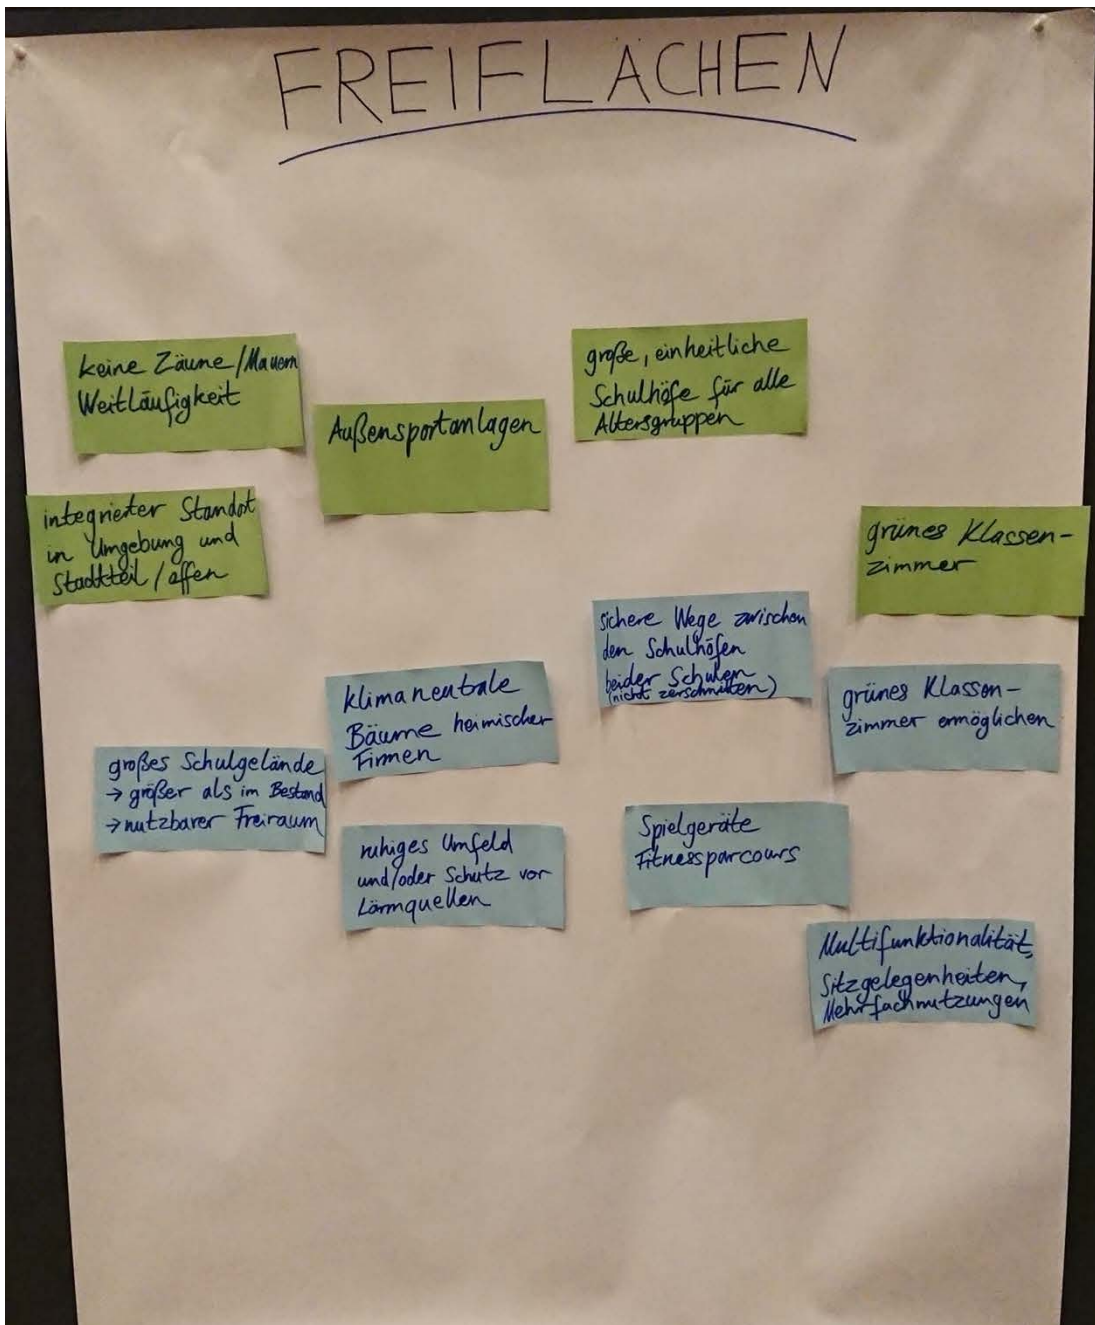 FREIFLÄCHEN
keine Zäune/Mauern
Weitläufigkeit
Außensportanlagen
große, einheitliche
Schulhöfe für alle
Altersgruppen
integrierter Standort
in Umgebung und
Stadtteil/offen
grünes Klassen-
zimmer
sichere Wege zwischen
den Schulhöfen
beider Schulen
(nicht zerschnitten)
klimaneutrale
Bäume heimischer
Firmen
grünes Klassen-
zimmer ermöglichen
großes Schulgelände
→ größer als im Bestand
→ nutzbarer Freiraum
ruhiges Umfeld
und/oder Schutz vor
Lärmquellen
Spielgeräte
Fitnessparcours
Multifunktionalität,
Sitzgelegenheiten,
Mehrfachnutzungen